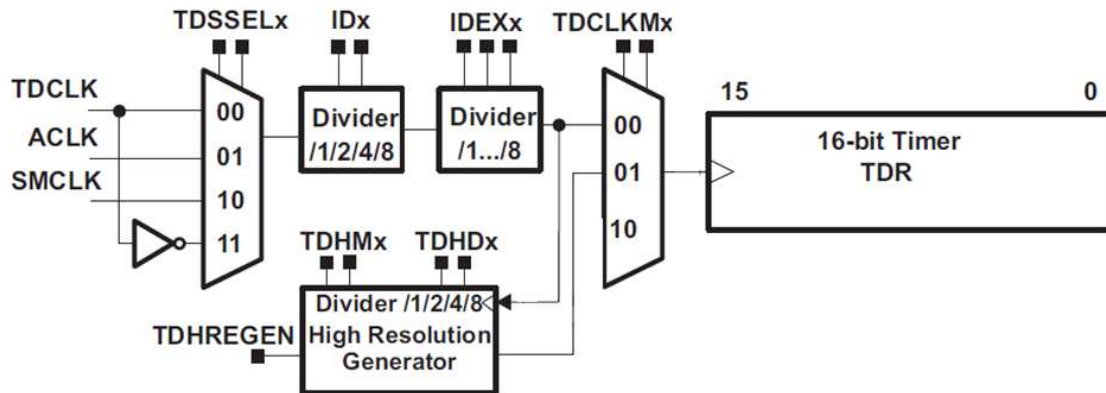 TDSSELx
IDx
IDEXx
TDCLKMx
TDCLK
ACLK
SMCLK
00
01
10
11
Divider
/1/2/4/8
Divider
/1.../8
00
01
10
15
0
16-bit Timer
TDR
TDHMx
TDHDx
TDHREGEN
Divider /1/2/4/8
High Resolution
Generator